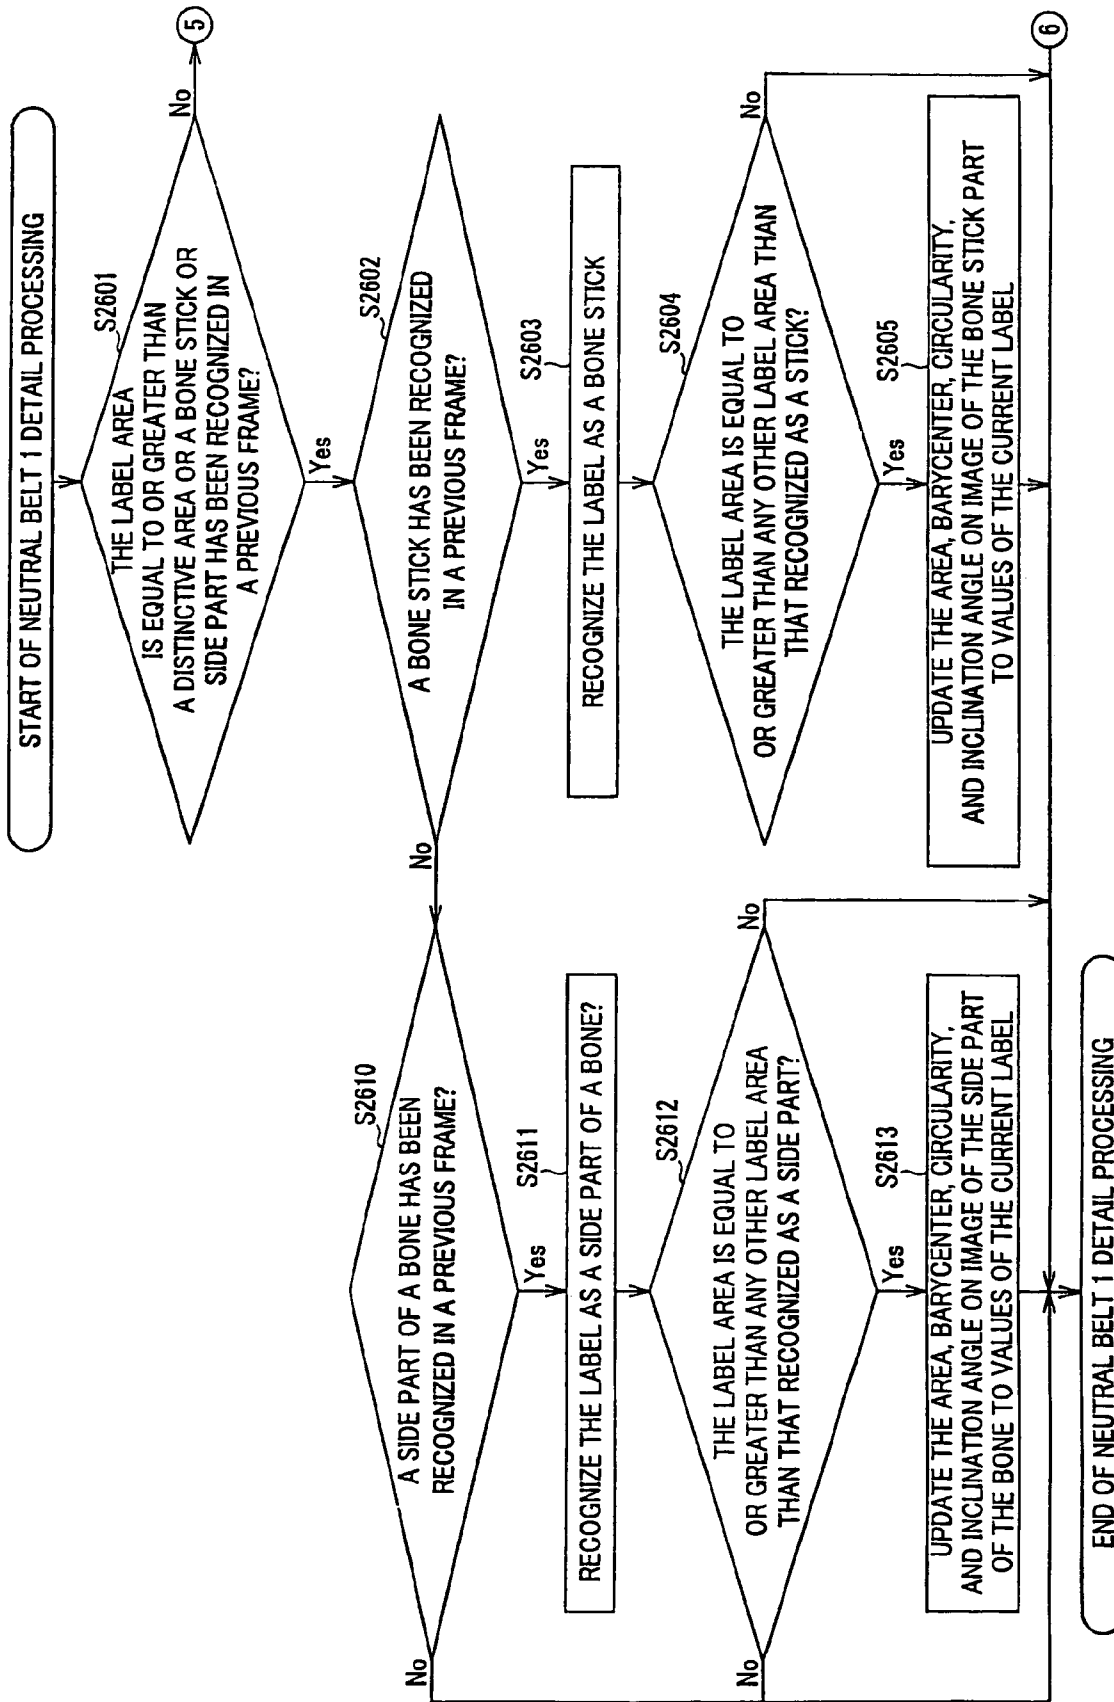 START OF NEUTRAL BELT 1 DETAIL PROCESSING
S2601
THE LABEL AREA
IS EQUAL TO OR GREATER THAN
A DISTINCTIVE AREA OR A BONE STICK OR
SIDE PART HAS BEEN RECOGNIZED IN
A PREVIOUS FRAME?
No
5
Yes
S2602
A BONE STICK HAS BEEN RECOGNIZED
IN A PREVIOUS FRAME?
No
Yes
S2603
RECOGNIZE THE LABEL AS A BONE STICK
S2604
THE LABEL AREA IS EQUAL TO
OR GREATER THAN ANY OTHER LABEL AREA THAN
THAT RECOGNIZED AS A STICK?
No
Yes
S2605
UPDATE THE AREA, BARYCENTER, CIRCULARITY,
AND INCLINATION ANGLE ON IMAGE OF THE BONE STICK PART
TO VALUES OF THE CURRENT LABEL
6
S2610
A SIDE PART OF A BONE HAS BEEN
RECOGNIZED IN A PREVIOUS FRAME?
No
Yes
S2611
RECOGNIZE THE LABEL AS A SIDE PART OF A BONE?
S2612
THE LABEL AREA IS EQUAL TO
OR GREATER THAN ANY OTHER LABEL AREA
THAN THAT RECOGNIZED AS A SIDE PART?
No
No
Yes
S2613
UPDATE THE AREA, BARYCENTER, CIRCULARITY,
AND INCLINATION ANGLE ON IMAGE OF THE SIDE PART
OF THE BONE TO VALUES OF THE CURRENT LABEL
END OF NEUTRAL BELT 1 DETAIL PROCESSING